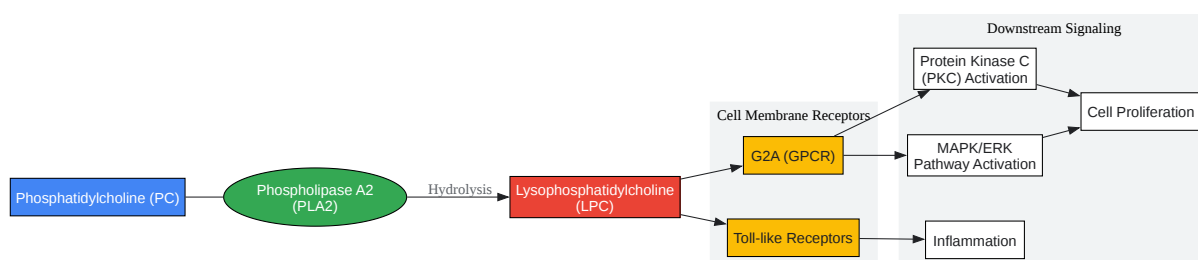 Phosphatidylcholine (PC)
Phospholipase A2
(PLA2)
Hydrolysis
Lysophosphatidylcholine
(LPC)
Cell Membrane Receptors
G2A (GPCR)
Toll-like Receptors
Downstream Signaling
Protein Kinase C
(PKC) Activation
MAPK/ERK
Pathway Activation
Inflammation
Cell Proliferation